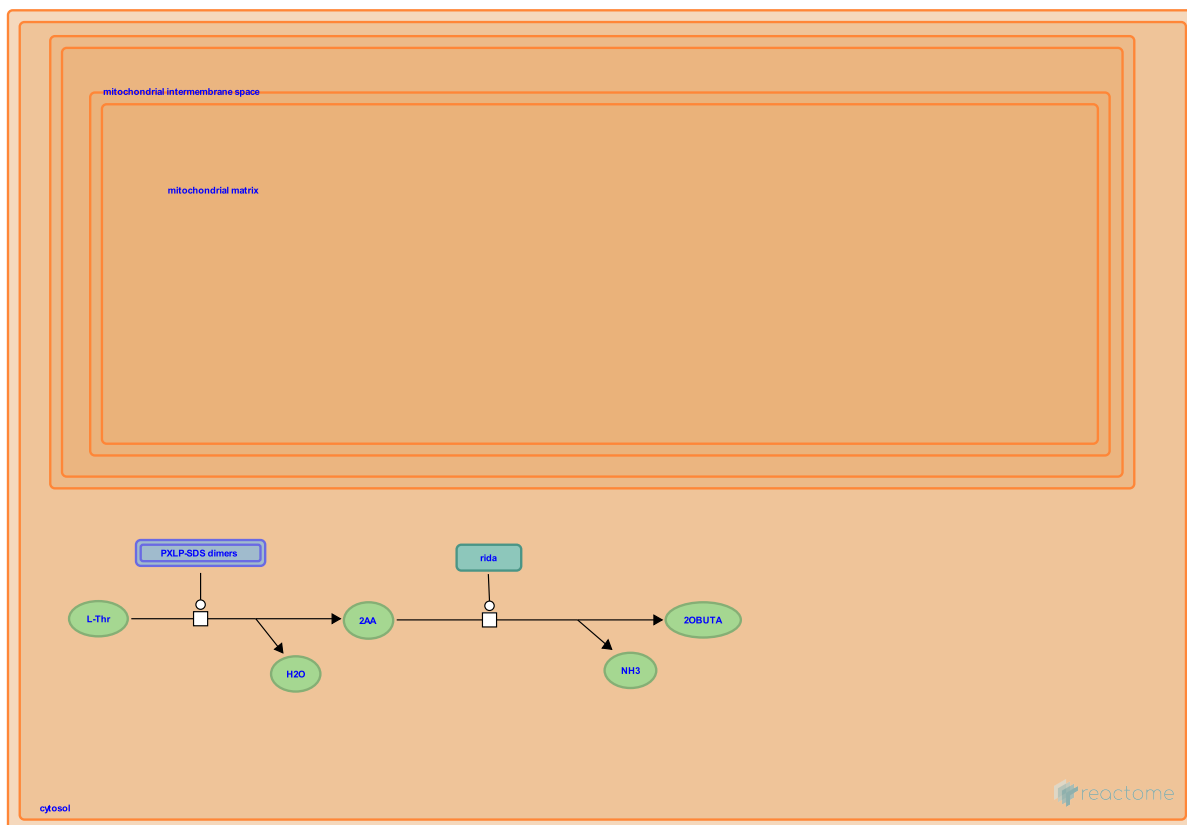 mitochondrial intermembrane space
mitochondrial matrix
PXLP-SDS dimers
rida
L-Thr
2AA
2OBUTA
H2O
NH3
reactome
cytosol